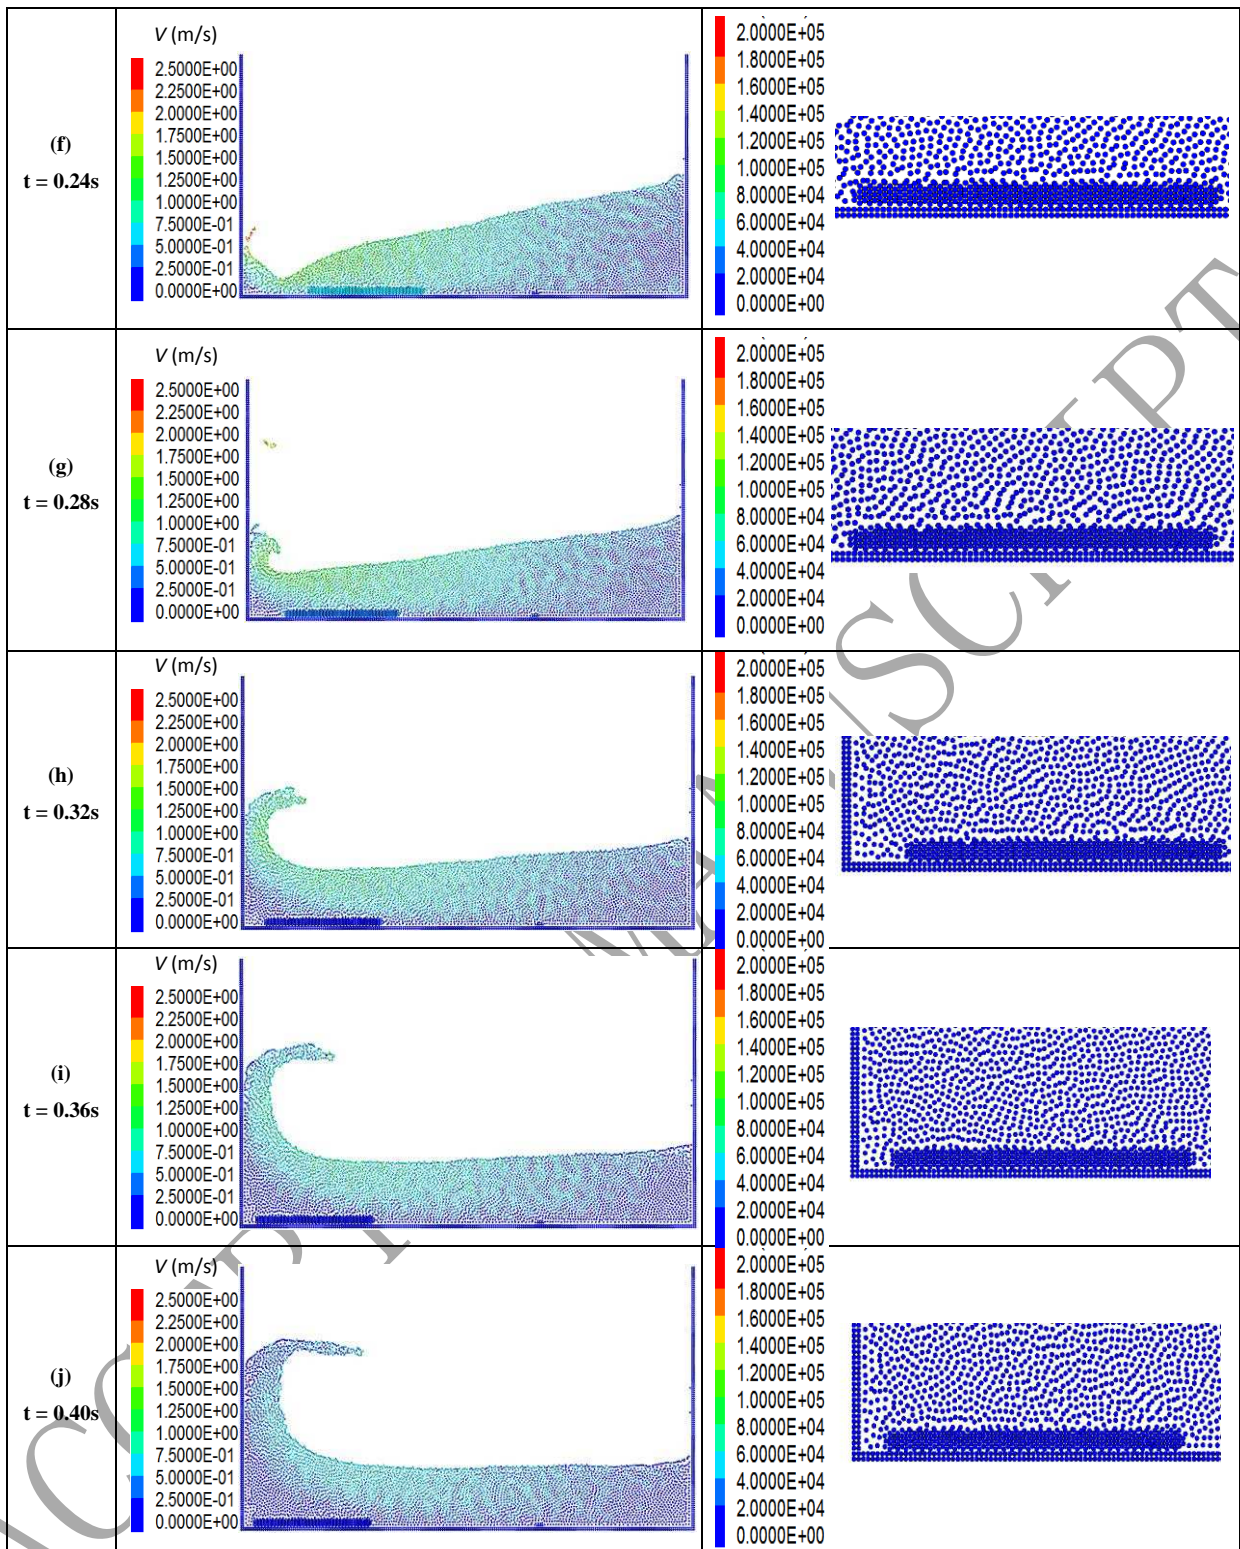 (f)
t = 0.24s
V (m/s)
2.5000E+00
2.2500E+00
2.0000E+00
1.7500E+00
1.5000E+00
1.2500E+00
1.0000E+00
7.5000E-01
5.0000E-01
2.5000E-01
0.0000E+00
2.0000E+05
1.8000E+05
1.6000E+05
1.4000E+05
1.2000E+05
1.0000E+05
8.0000E+04
6.0000E+04
4.0000E+04
2.0000E+04
0.0000E+00
(g)
t = 0.28s
V (m/s)
2.5000E+00
2.2500E+00
2.0000E+00
1.7500E+00
1.5000E+00
1.2500E+00
1.0000E+00
7.5000E-01
5.0000E-01
2.5000E-01
0.0000E+00
2.0000E+05
1.8000E+05
1.6000E+05
1.4000E+05
1.2000E+05
1.0000E+05
8.0000E+04
6.0000E+04
4.0000E+04
2.0000E+04
0.0000E+00
(h)
t = 0.32s
V (m/s)
2.5000E+00
2.2500E+00
2.0000E+00
1.7500E+00
1.5000E+00
1.2500E+00
1.0000E+00
7.5000E-01
5.0000E-01
2.5000E-01
0.0000E+00
2.0000E+05
1.8000E+05
1.6000E+05
1.4000E+05
1.2000E+05
1.0000E+05
8.0000E+04
6.0000E+04
4.0000E+04
2.0000E+04
0.0000E+00
(i)
t = 0.36s
V (m/s)
2.5000E+00
2.2500E+00
2.0000E+00
1.7500E+00
1.5000E+00
1.2500E+00
1.0000E+00
7.5000E-01
5.0000E-01
2.5000E-01
0.0000E+00
2.0000E+05
1.8000E+05
1.6000E+05
1.4000E+05
1.2000E+05
1.0000E+05
8.0000E+04
6.0000E+04
4.0000E+04
2.0000E+04
0.0000E+00
(j)
t = 0.40s
V (m/s)
2.5000E+00
2.2500E+00
2.0000E+00
1.7500E+00
1.5000E+00
1.2500E+00
1.0000E+00
7.5000E-01
5.0000E-01
2.5000E-01
0.0000E+00
2.0000E+05
1.8000E+05
1.6000E+05
1.4000E+05
1.2000E+05
1.0000E+05
8.0000E+04
6.0000E+04
4.0000E+04
2.0000E+04
0.0000E+00